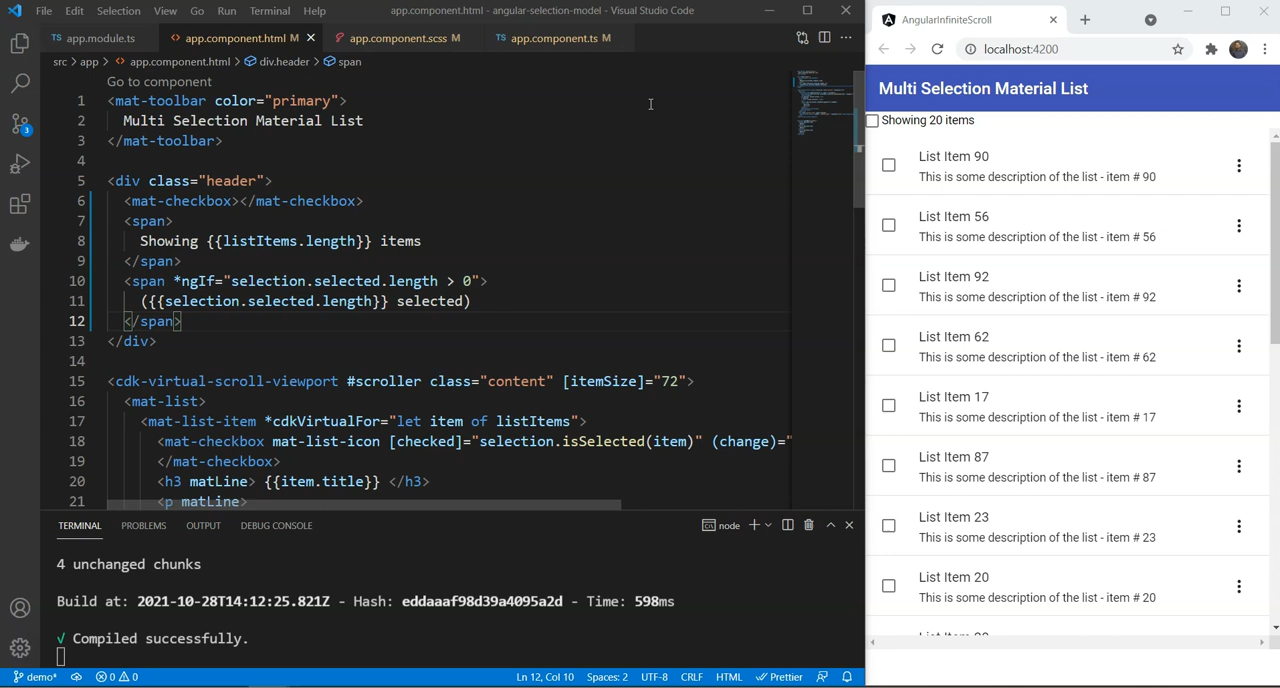 File Edit Selection View Go Run Terminal Help app.component.html - angular-selection-model - Visual Studio Code
TS app.module.ts <> app.component.html M app.component.scss M TS app.component.ts M
src > app > <> app.component.html > div.header > span
Go to component
1 <mat-toolbar color="primary">
2 Multi Selection Material List
3 </mat-toolbar>
4
5 <div class="header">
6 <mat-checkbox></mat-checkbox>
7 <span>
8 Showing {{listItems.length}} items
9 </span>
10 <span *ngIf="selection.selected.length > 0">
11 ({{selection.selected.length}} selected)
12 </span>
13 </div>
14
15 <cdk-virtual-scroll-viewport #scroller class="content" [itemSize]="72">
16 <mat-list>
17 <mat-list-item *cdkVirtualFor="let item of listItems">
18 <mat-checkbox mat-list-icon [checked]="selection.isSelected(item)" (change)="
19 </mat-checkbox>
20 <h3 matLine> {{item.title}} </h3>
21 <p matLine>
TERMINAL PROBLEMS OUTPUT DEBUG CONSOLE node
4 unchanged chunks
Build at: 2021-10-28T14:12:25.821Z - Hash: eddaaaf98d39a4095a2d - Time: 598ms
√ Compiled successfully.
3
demo* 0 0 Ln 12, Col 10 Spaces: 2 UTF-8 CRLF HTML Prettier
AngularInfiniteScroll
localhost:4200
Multi Selection Material List
Showing 20 items
List Item 90
This is some description of the list - item # 90
List Item 56
This is some description of the list - item # 56
List Item 92
This is some description of the list - item # 92
List Item 62
This is some description of the list - item # 62
List Item 17
This is some description of the list - item # 17
List Item 87
This is some description of the list - item # 87
List Item 23
This is some description of the list - item # 23
List Item 20
This is some description of the list - item # 20